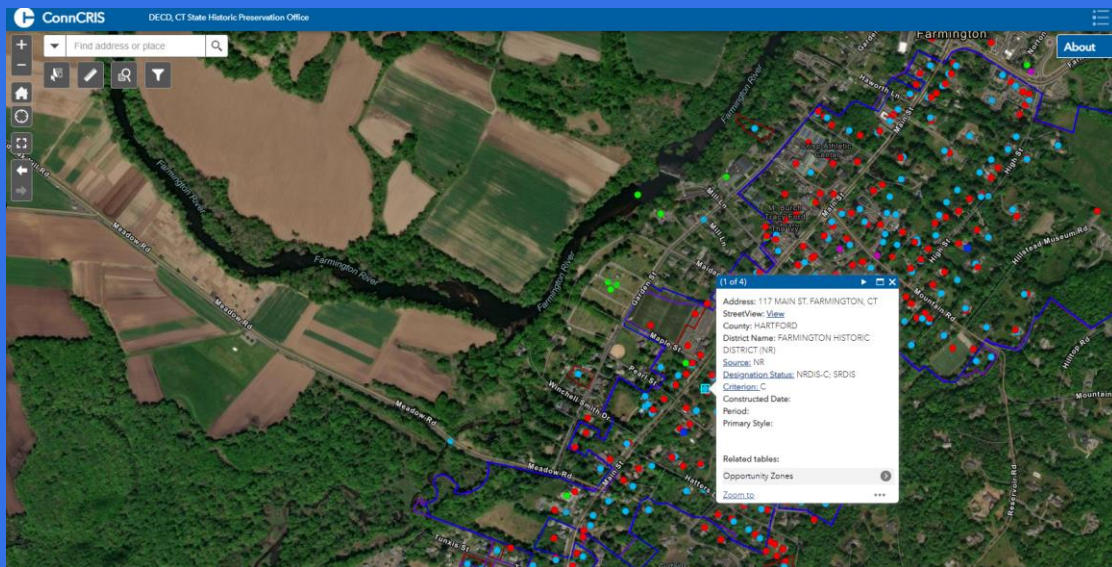 ConnCRIS
DECD, CT State Historic Preservation Office
Find address or place
About
Farmington
Garden
Norton
Haworth Ln
Main St
High St
Farmington River
Farmington River
Farmington River
Farmington River
Mill Ln
Mill Ln
Main St
High St
Hillstead Museum Rd
Meadow Rd
Garden St
Maiden
Mountain Rd
Hilltop Rd
Meadow Rd
Maple St
Mountain
Winchell Smith Dr
Meadow Rd
Meadow Rd
Main St
Hatters
Reservoir Rd
Tunxis St
(1 of 4)
Address: 117 MAIN ST. FARMINGTON, CT
StreetView: View
County: HARTFORD
District Name: FARMINGTON HISTORIC
DISTRICT (NR)
Source: NR
Designation Status: NRDIS-C; SRDIS
Criterion: C
Constructed Date:
Period:
Primary Style:
Related tables:
Opportunity Zones
Zoom to